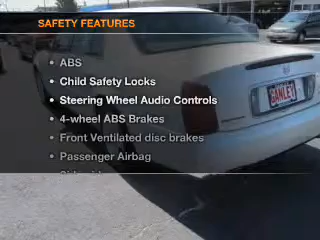 SAFETY FEATURES
• ABS
• Child Safety Locks
• Steering Wheel Audio Controls
• 4-wheel ABS Brakes
• Front Ventilated disc brakes
• Passenger Airbag
GANLEY